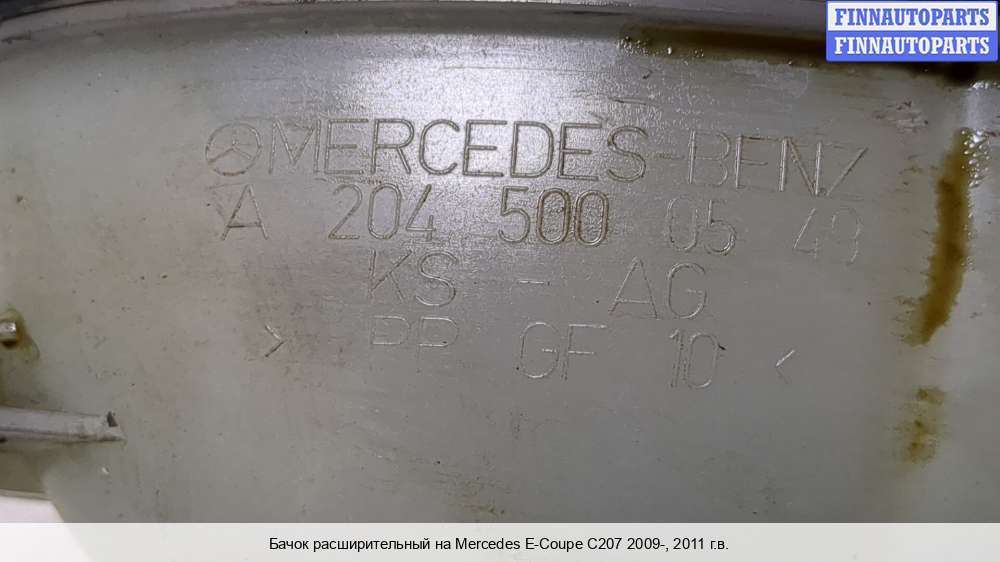 FINNAUTOPARTS
FINNAUTOPARTS
MERCEDES-BENZ
A 204 500 05 49
KS - AG
> PP GF 10 <
Бачок расширительный на Mercedes E-Coupe C207 2009-, 2011 г.в.